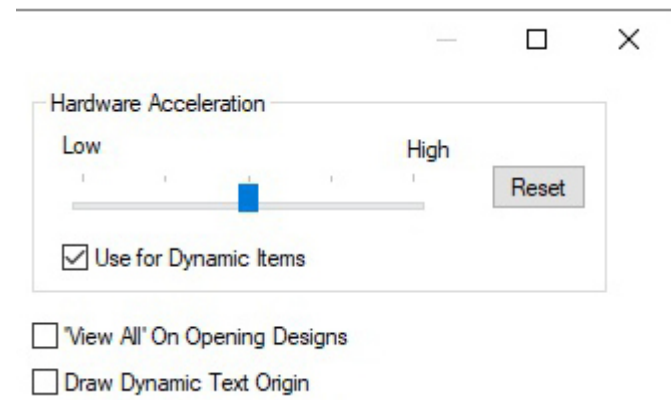 Hardware Acceleration
Low High
Reset
Use for Dynamic Items
'View All' On Opening Designs
Draw Dynamic Text Origin